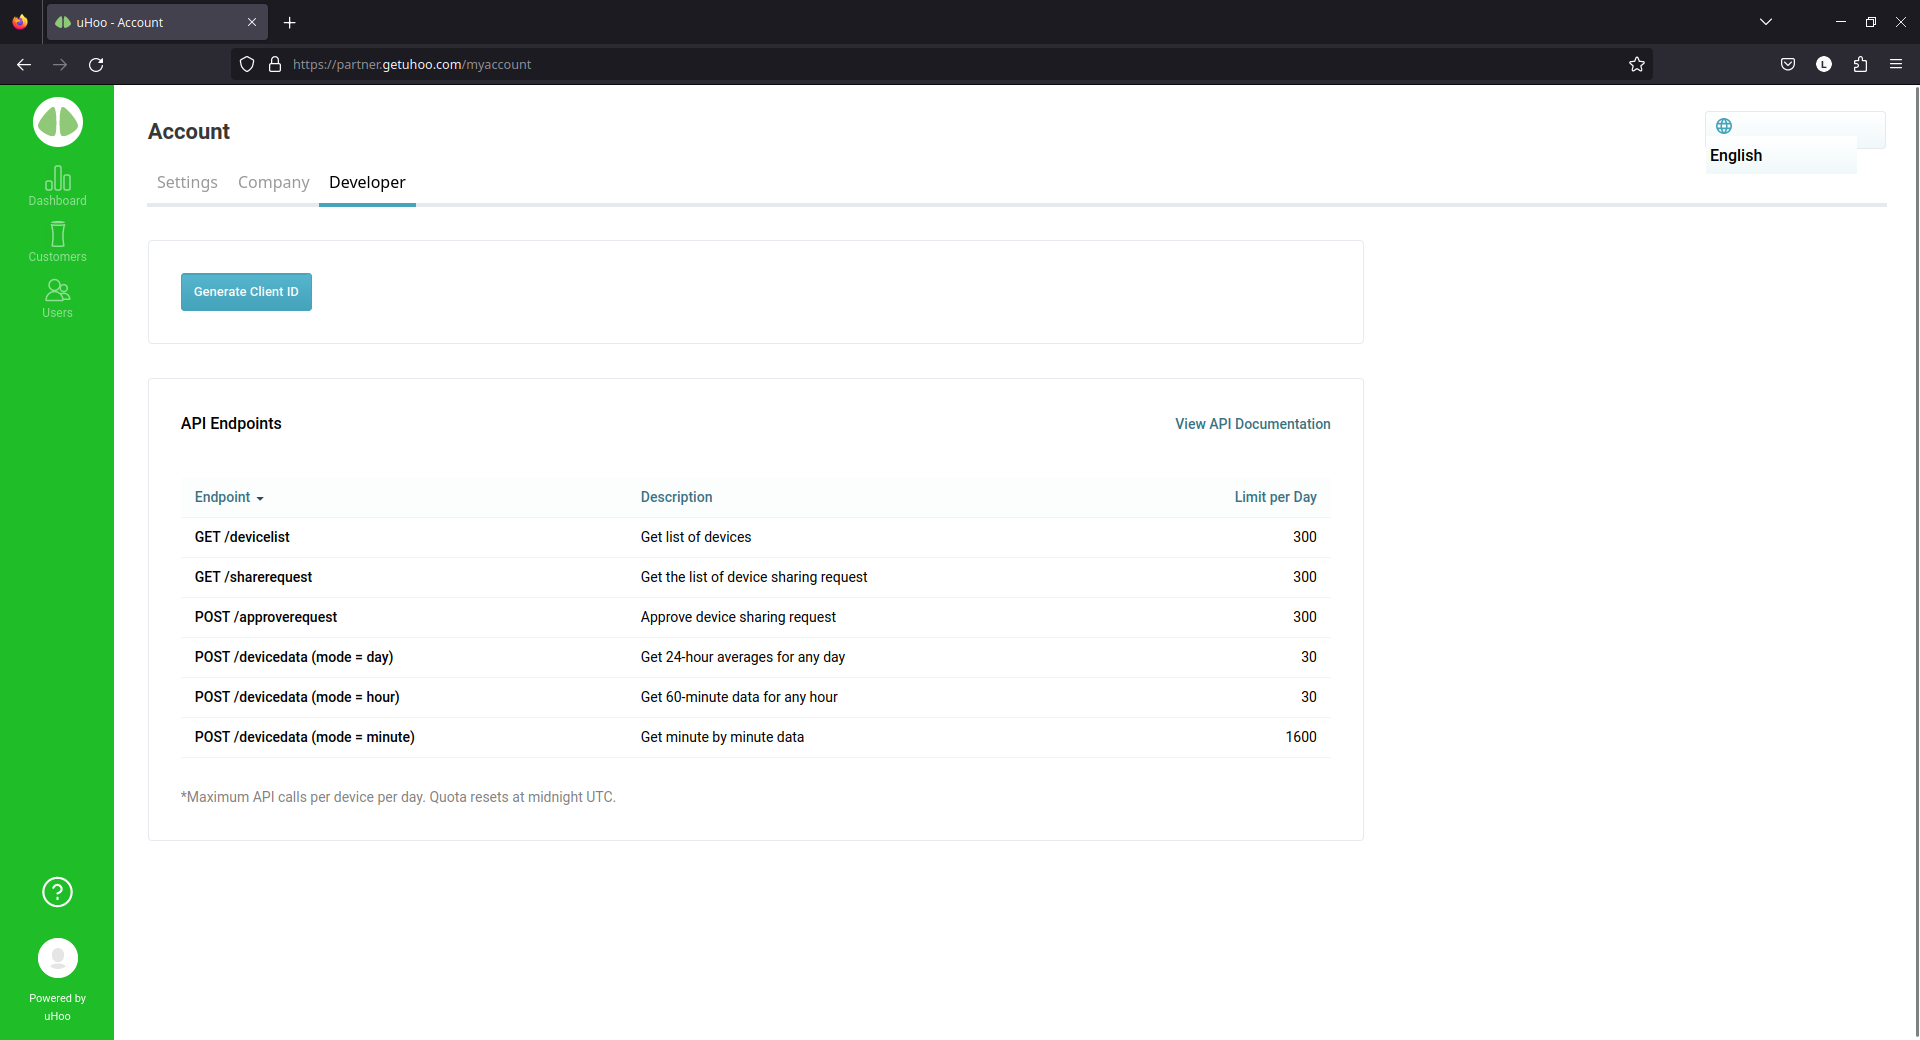 uHoo - Account
https://partner.getuhoo.com/myaccount
L
Account
English
Settings Company Developer
Dashboard
Customers
Users
Generate Client ID
API Endpoints View API Documentation
Endpoint Description Limit per Day
GET /devicelist Get list of devices 300
GET /sharerequest Get the list of device sharing request 300
POST /approverequest Approve device sharing request 300
POST /devicedata (mode = day) Get 24-hour averages for any day 30
POST /devicedata (mode = hour) Get 60-minute data for any hour 30
POST /devicedata (mode = minute) Get minute by minute data 1600
*Maximum API calls per device per day. Quota resets at midnight UTC.
?
Powered by
uHoo